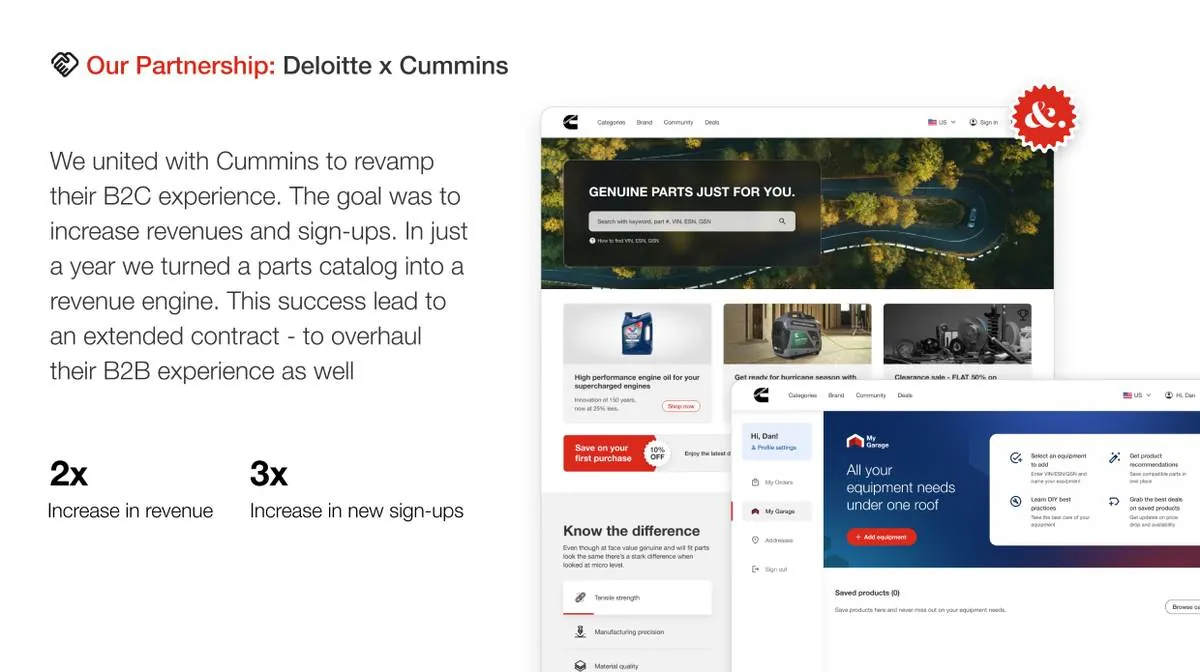 Our Partnership: Deloitte x Cummins
We united with Cummins to revamp
their B2C experience. The goal was to
increase revenues and sign-ups. In just
a year we turned a parts catalog into a
revenue engine. This success lead to
an extended contract - to overhaul
their B2B experience as well
2x
Increase in revenue
3x
Increase in new sign-ups
Categories Brand Community Deals
US Sign in
&.
GENUINE PARTS JUST FOR YOU.
Search with keyword, part #, VIN, ESN, GSN
How to find VIN, ESN, GSN
High performance engine oil for your
supercharged engines
Innovation of 150 years,
now at 25% less.
Shop now
Get ready for hurricane season with
Clearance sale - FLAT 50% on
Save on your
first purchase
10%
OFF
Enjoy the latest d
Know the difference
Even though at face value genuine and will fit parts
look the same there's a stark difference when
looked at micro level.
Tensile strength
Manufacturing precision
Material quality
Categories Brand Community Deals
US Hi, Dan
Hi, Dan!
Profile settings
My Orders
My Garage
Addresses
Sign out
My
Garage
All your
equipment needs
under one roof
+ Add equipment
Select an equipment
to add
Enter VIN/ESN/GSN and
name your equipment
Get product
recommendations
Save compatible parts in
one place
Learn DIY best
practices
Take the best care of your
equipment
Grab the best deals
on saved products
Get updates on price
drop and availability
Saved products (0)
Save products here and never miss out on your equipment needs.
Browse ca